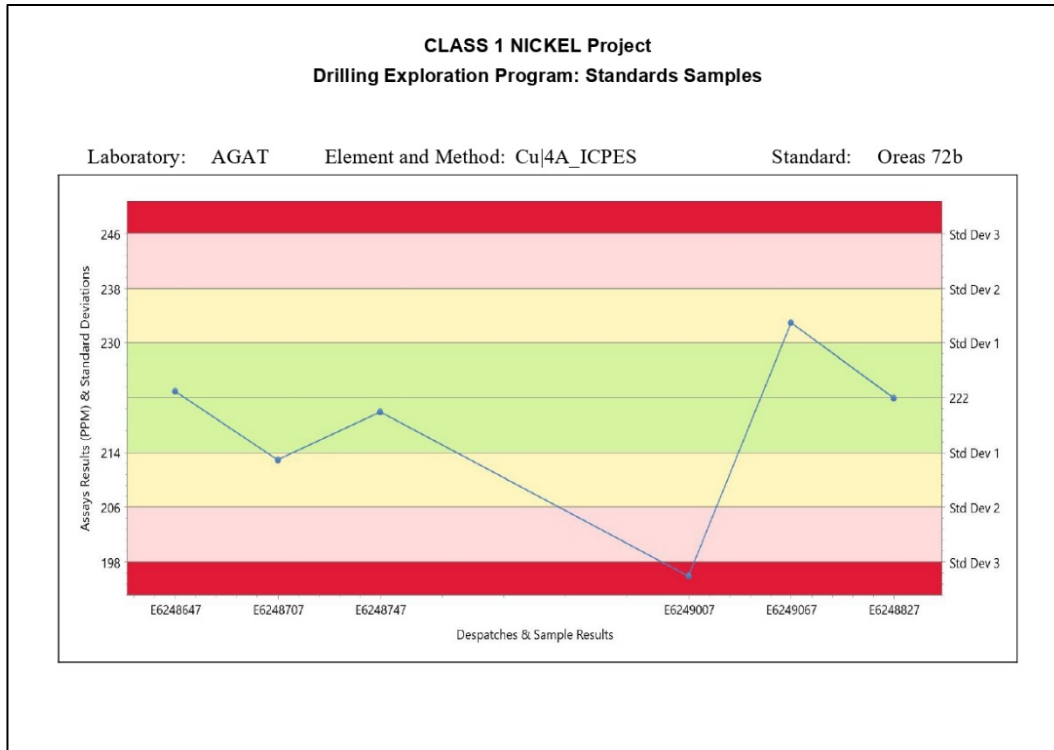 CLASS 1 NICKEL Project
Drilling Exploration Program: Standards Samples
Laboratory: AGAT Element and Method: Cu|4A_ICPES Standard: Oreas 72b
Assays Results (PPM) & Standard Deviations
246 Std Dev 3
238 Std Dev 2
230 Std Dev 1
222
214 Std Dev 1
206 Std Dev 2
198 Std Dev 3
E6248647 E6248707 E6248747 E6249007 E6249067 E6248827
Despatches & Sample Results